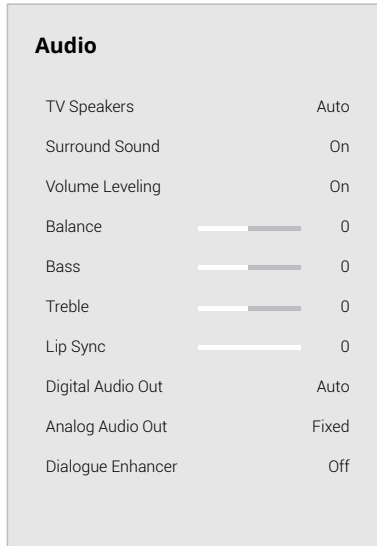 Audio
TV Speakers Auto
Surround Sound On
Volume Leveling On
Balance 0
Bass 0
Treble 0
Lip Sync 0
Digital Audio Out Auto
Analog Audio Out Fixed
Dialogue Enhancer Off